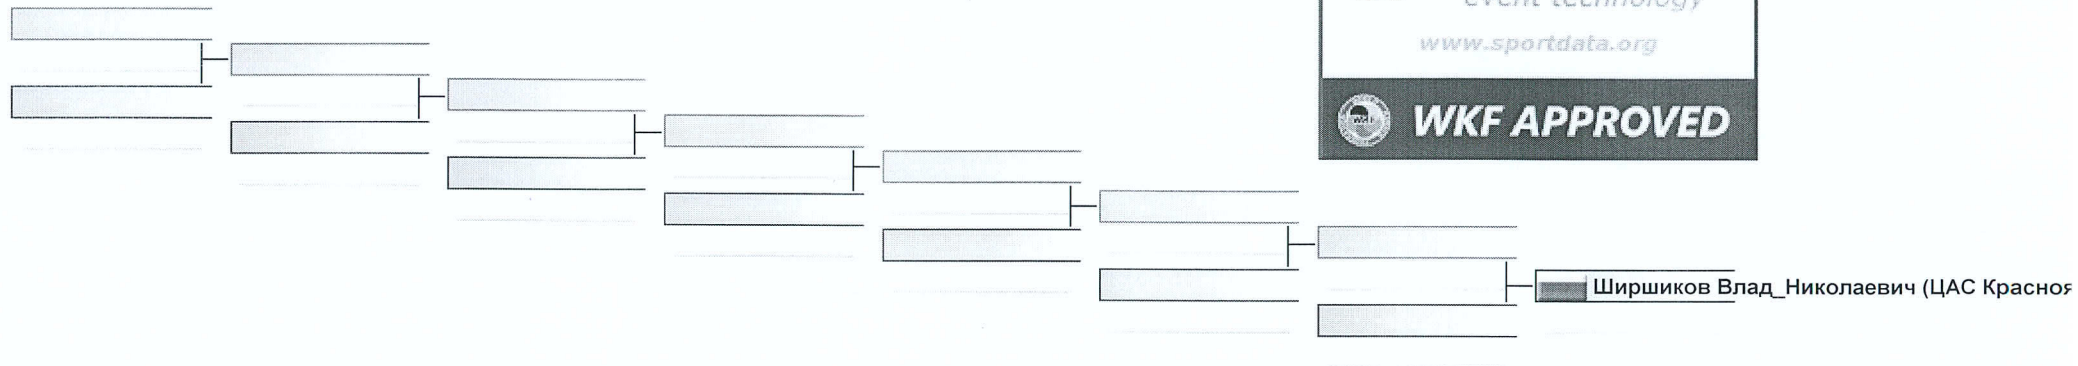 event technology
www.sportdata.org
WKF APPROVED
Ширшиков Влад_Николаевич (ЦАС Красноя